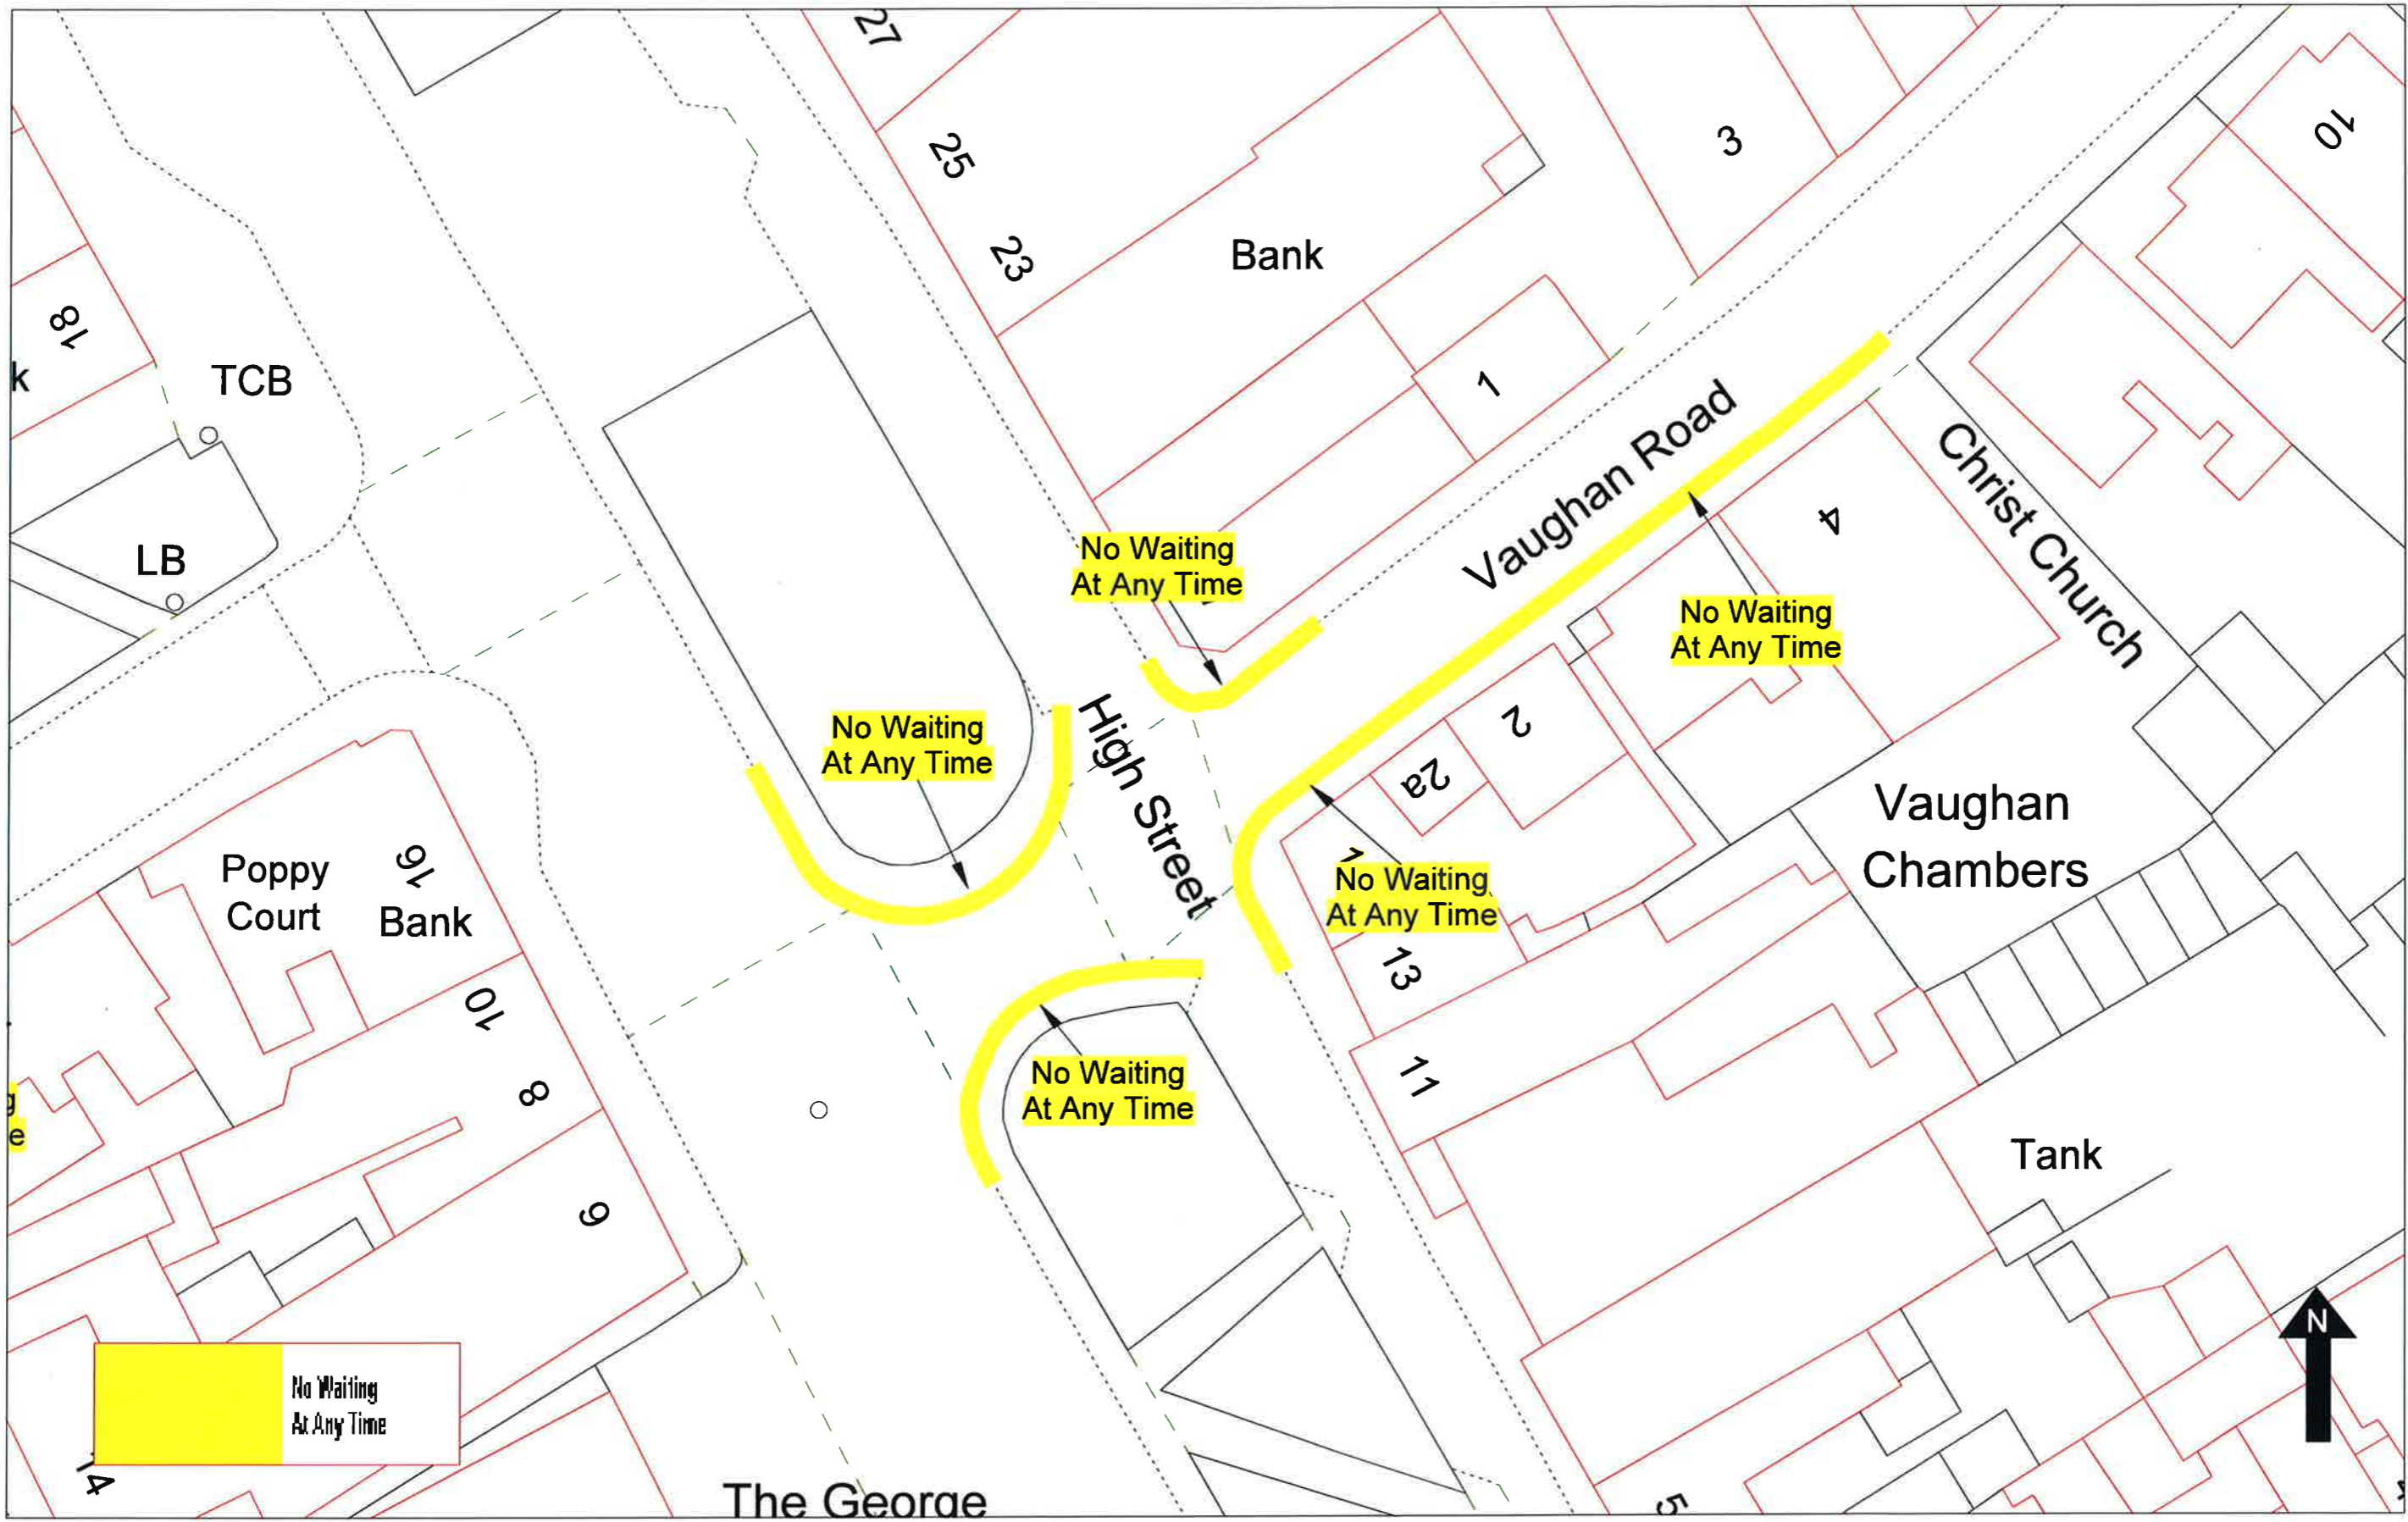 27
25
10
3
23
Bank
18
k
TCB
1
Vaughan Road
4
Christ Church
No Waiting
At Any Time
LB
No Waiting
At Any Time
No Waiting
At Any Time
High Street
2
2a
Vaughan
Chambers
Poppy
Court
16
Bank
1
No Waiting
At Any Time
13
10
11
8
No Waiting
At Any Time
g
e
Tank
6
N
No Waiting
At Any Time
14
The George
5